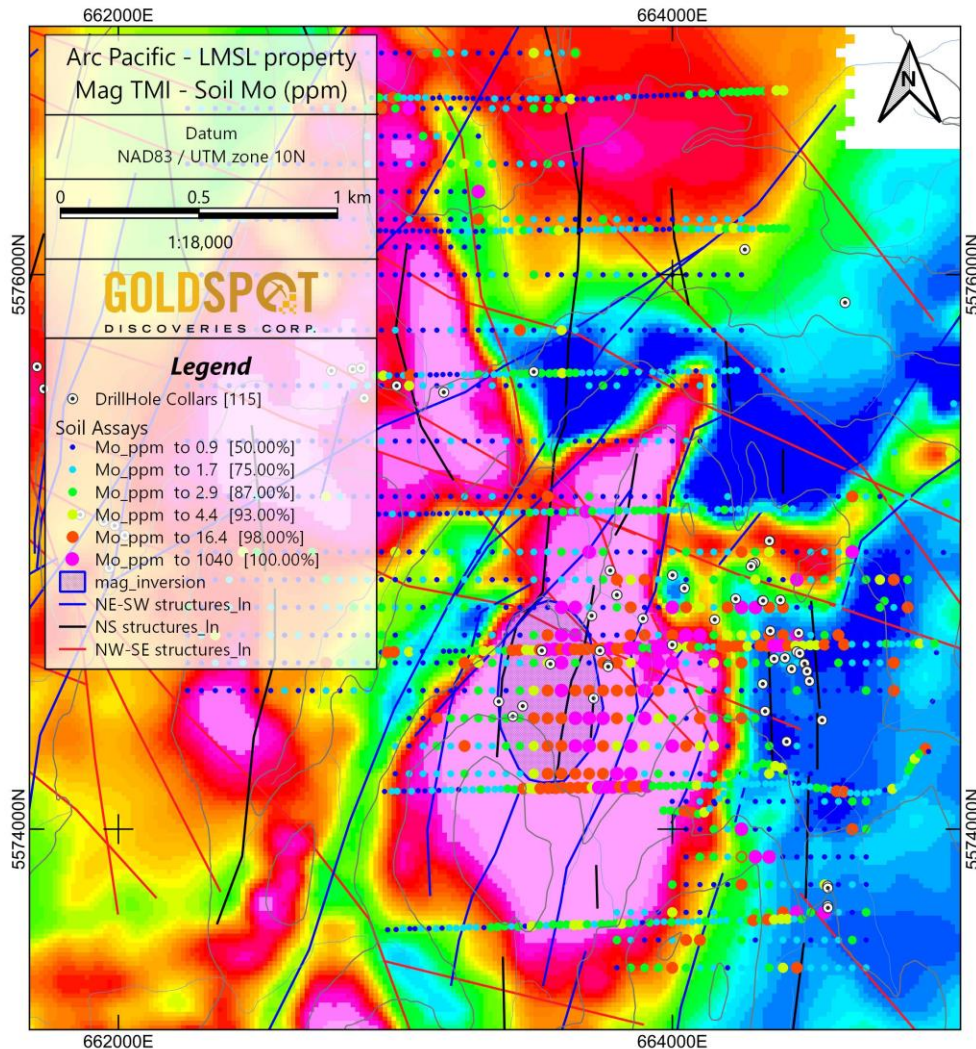 662000E 664000E
Arc Pacific - LMSL property
Mag TMI - Soil Mo (ppm)
Datum
NAD83 / UTM zone 10N
0 0.5 1 km
1:18,000
GOLDSPOT
DISCOVERIES CORP.
Legend
DrillHole Collars [115]
Soil Assays
Mo_ppm to 0.9 [50.00%]
Mo_ppm to 1.7 [75.00%]
Mo_ppm to 2.9 [87.00%]
Mo_ppm to 4.4 [93.00%]
Mo_ppm to 16.4 [98.00%]
Mo_ppm to 1040 [100.00%]
mag_inversion
NE-SW structures_ln
NS structures_ln
NW-SE structures_ln
N
5576000N 5576000N
5574000N 5574000N
662000E 664000E